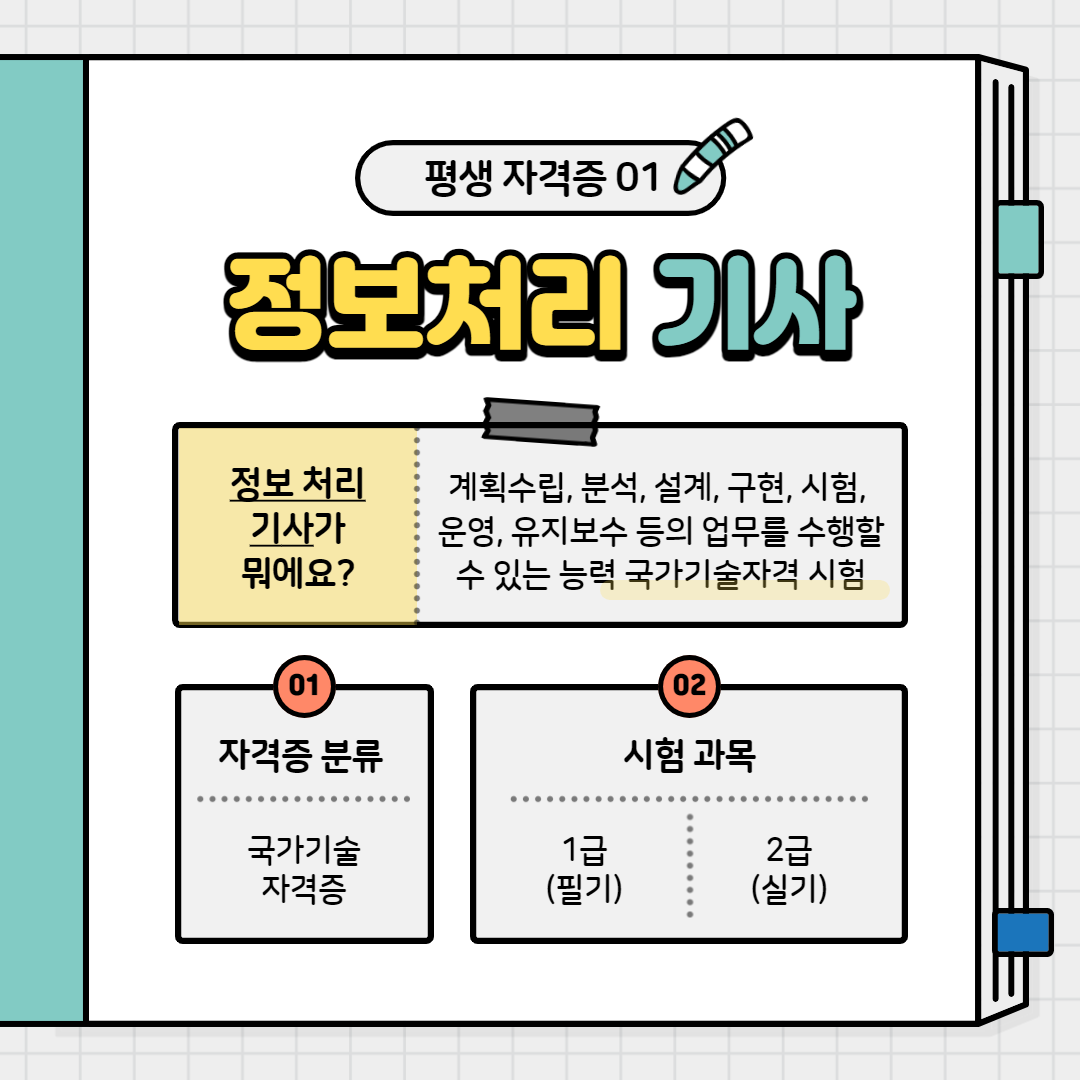 평생 자격증 01
정보처리 기사
정보 처리
기사가
뭐에요?
계획수립, 분석, 설계, 구현, 시험,
운영, 유지보수 등의 업무를 수행할
수 있는 능력 국가기술자격 시험
01
자격증 분류
국가기술
자격증
02
시험 과목
1급
(필기)
2급
(실기)